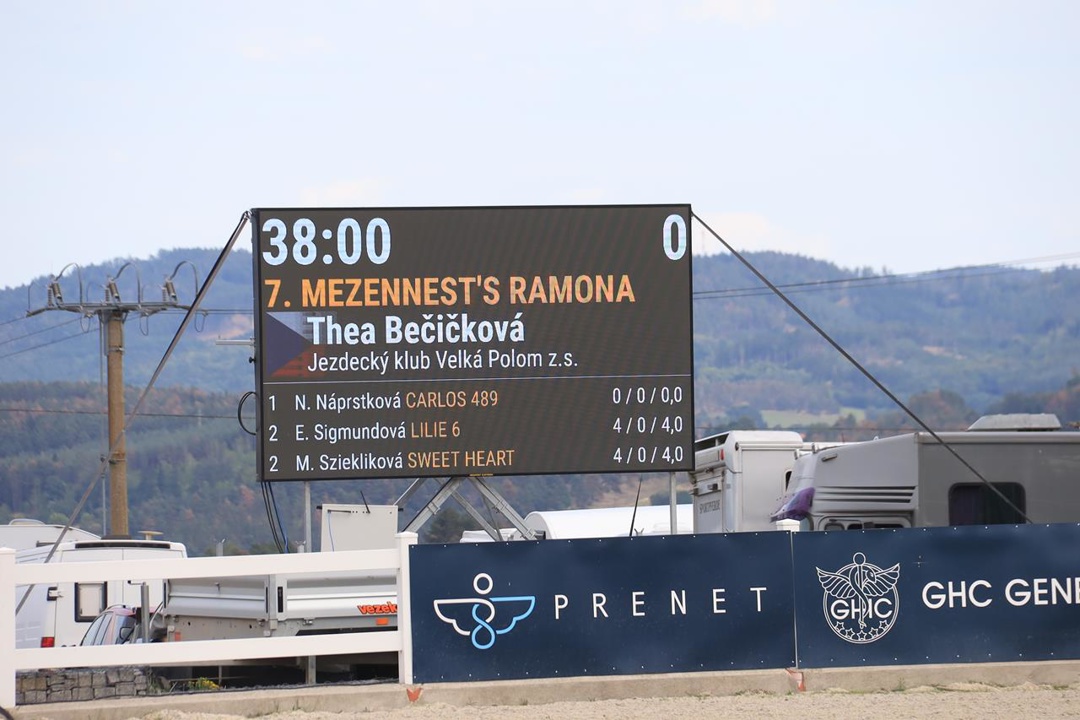 38:00 0
7. MEZENNEST'S RAMONA
Thea Bečičková
Jezdecký klub Velká Polom z.s.
1 N. Náprstková CARLOS 489 0 / 0 / 0,0
2 E. Sigmundová LILIE 6 4 / 0 / 4,0
2 M. Sziekliková SWEET HEART 4 / 0 / 4,0
vezek
PRENET
GHC
GHC GENE